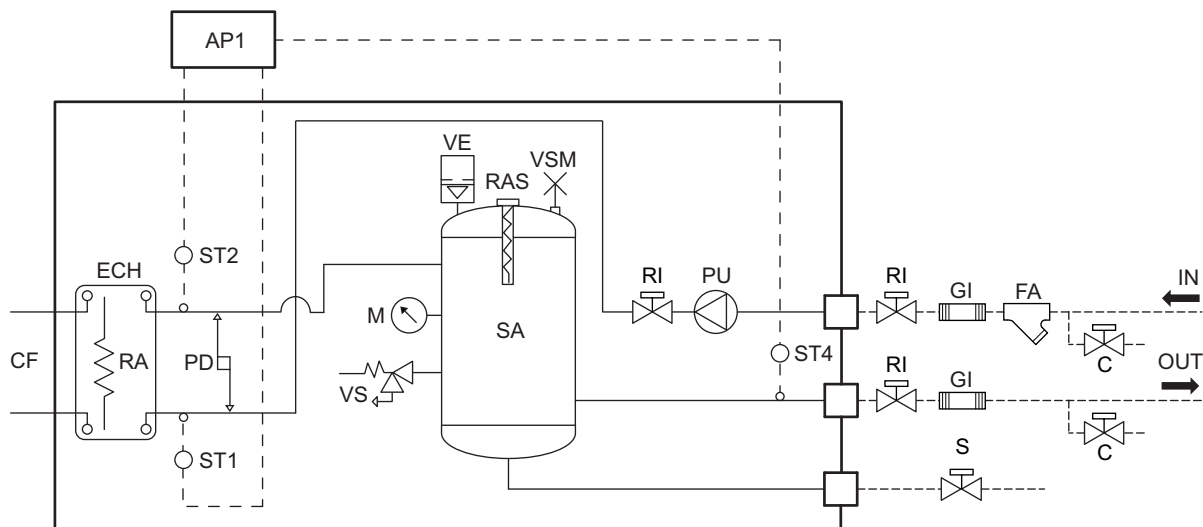 AP1
VE
VSM
RAS
ST2
ECH
RI
PU
RI
GI
FA
IN
M
SA
CF
RA
PD
ST4
C
OUT
VS
RI
GI
ST1
S
C